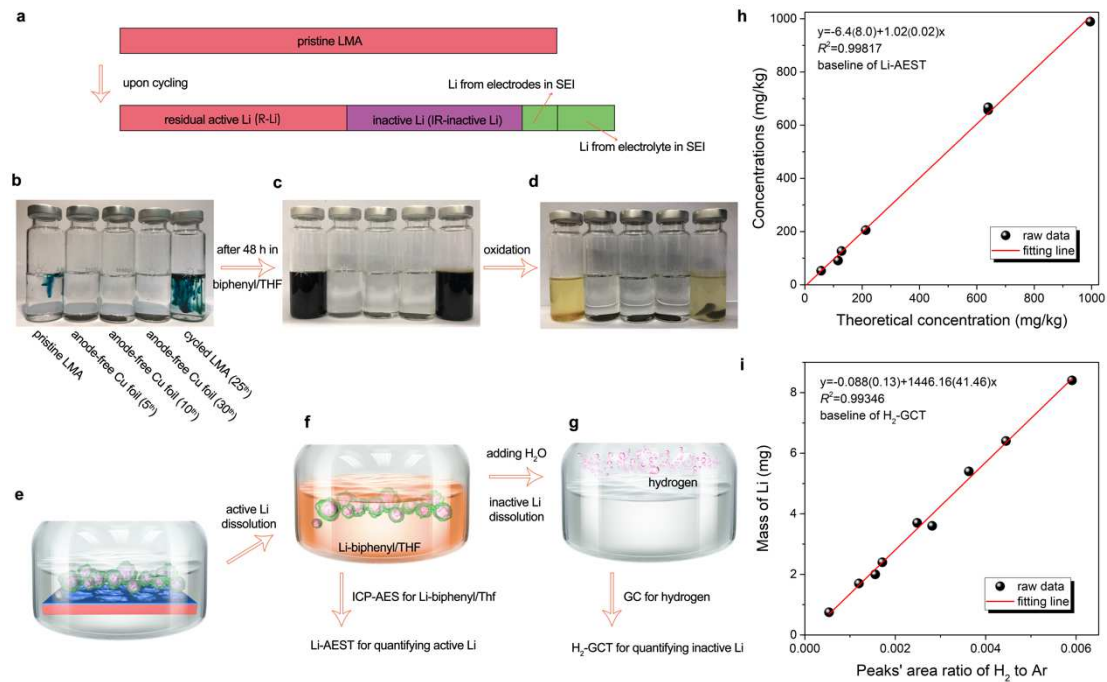 a
pristine LMA
upon cycling
Li from electrodes in SEI
residual active Li (R-Li)
inactive Li (IR-inactive Li)
Li from electrolyte in SEI
b
c
d
after 48 h in
biphenyl/THF
oxidation
pristine LMA
anode-free Cu foil (5th)
anode-free Cu foil (10th)
anode-free Cu foil (30th)
cycled LMA (25th)
e
f
g
active Li
dissolution
Li-biphenyl/THF
adding H2O
inactive Li
dissolution
hydrogen
ICP-AES for Li-biphenyl/Thf
GC for hydrogen
Li-AEST for quantifying active Li
H2-GCT for quantifying inactive Li
h
y=-6.4(8.0)+1.02(0.02)x
R2=0.99817
baseline of Li-AEST
Concentrations (mg/kg)
1000
800
600
400
200
0
raw data
fitting line
0 200 400 600 800 1000
Theoretical concentration (mg/kg)
i
y=-0.088(0.13)+1446.16(41.46)x
R2=0.99346
baseline of H2-GCT
Mass of Li (mg)
8
6
4
2
0
raw data
fitting line
0.000 0.002 0.004 0.006
Peaks' area ratio of H2 to Ar